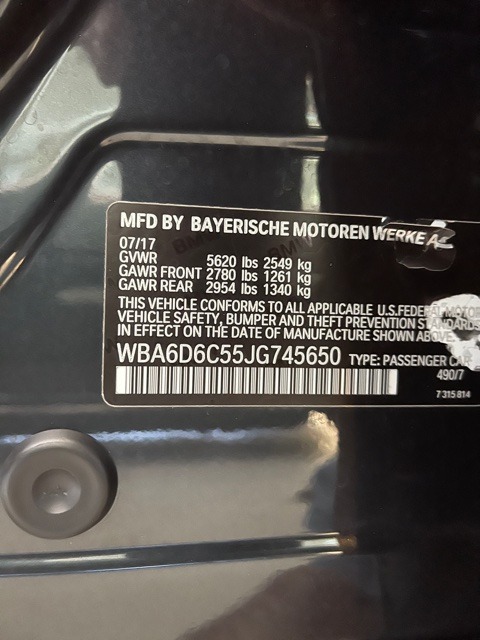 MFD BY BAYERISCHE MOTOREN WERKE
07/17
GVWR 5620 lbs 2549 kg
GAWR FRONT 2780 lbs 1261 kg
GAWR REAR 2954 lbs 1340 kg
THIS VEHICLE CONFORMS TO ALL APPLICABLE U.S.FEDERAL MOTOR
VEHICLE SAFETY, BUMPER AND THEFT PREVENTION STANDARDS
IN EFFECT ON THE DATE OF MANUFACTURE SHOWN ABOVE.
WBA6D6C55JG745650 TYPE: PASSENGER CAR
490/7
7 315 814